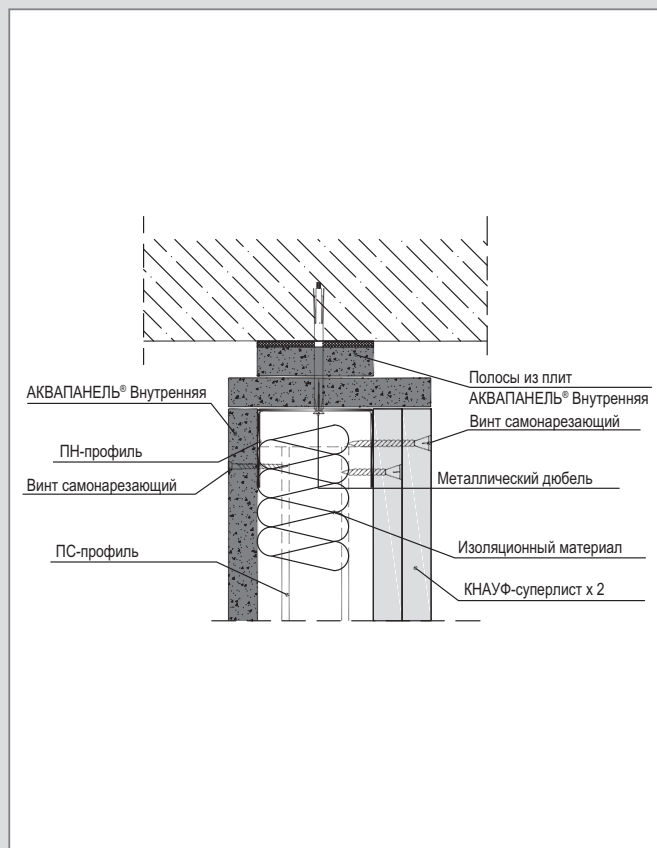 Полосы из плит
АКВАПАНЕЛЬ® Внутренняя
Винт самонарезающий
Металлический дюбель
Изоляционный материал
КНАУФ-суперлист х 2
АКВАПАНЕЛЬ® Внутренняя
ПН-профиль
Винт самонарезающий
ПС-профиль